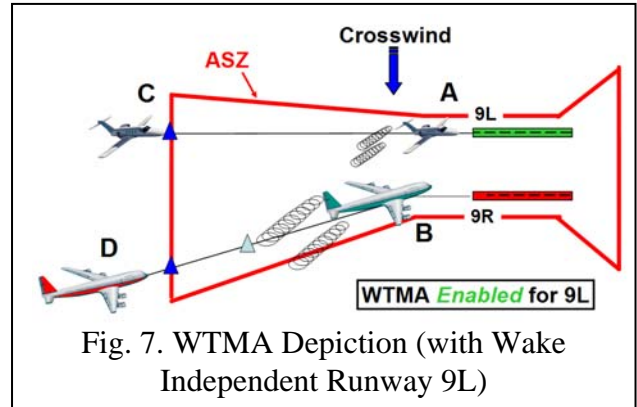 Crosswind
ASZ
C
A
9L
D
B
9R
WTMA Enabled for 9L
Fig. 7. WTMA Depiction (with Wake
Independent Runway 9L)